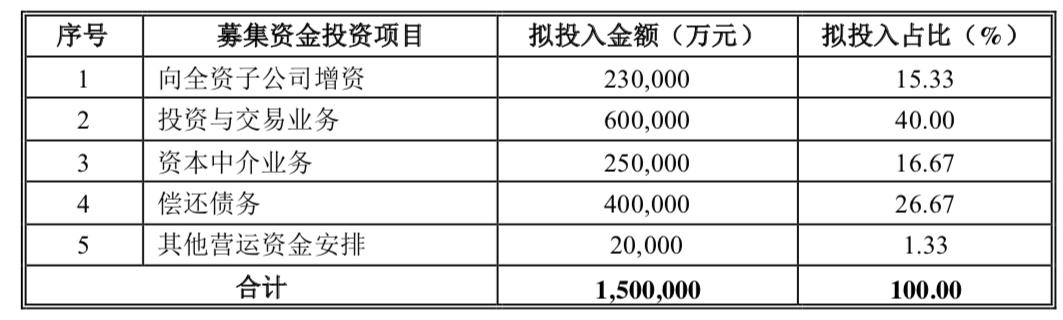 序号 募集资金投资项目 拟投入金额（万元） 拟投入占比（%）
1 向全资子公司增资 230,000 15.33
2 投资与交易业务 600,000 40.00
3 资本中介业务 250,000 16.67
4 偿还债务 400,000 26.67
5 其他营运资金安排 20,000 1.33
合计 1,500,000 100.00